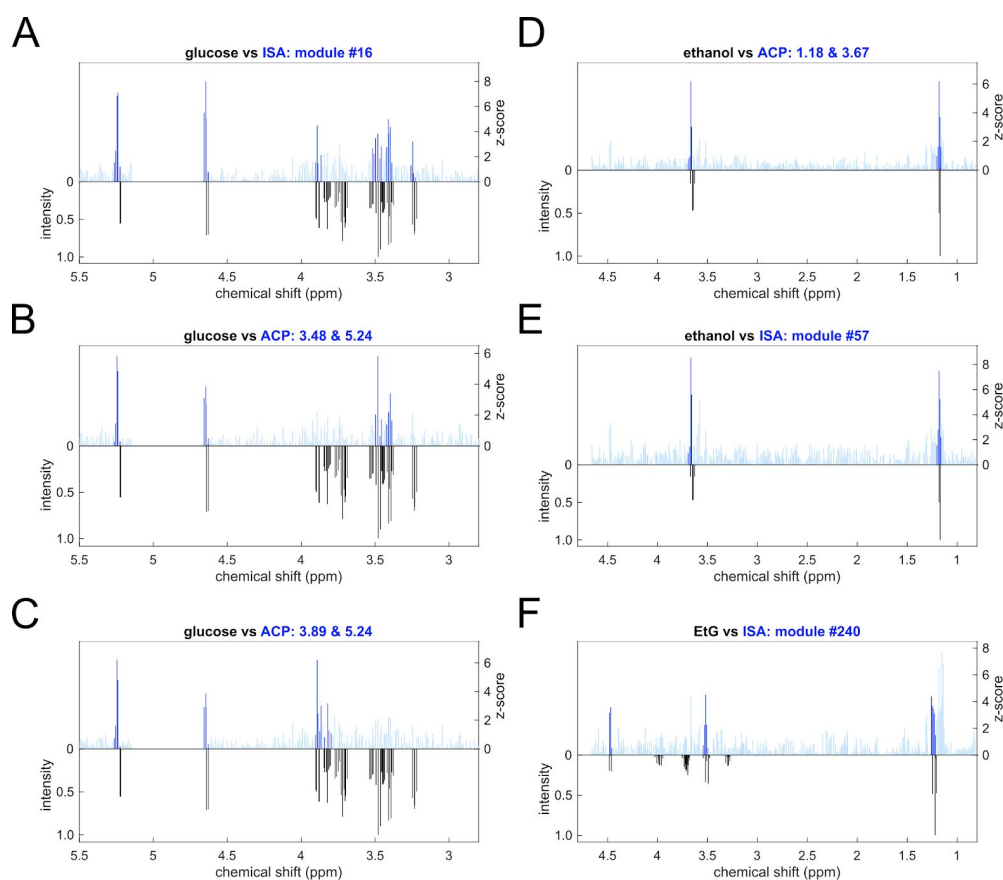 A
glucose vs ISA: module #16
8
6
4
2
0
z-score
0
0.5
1.0
intensity
5.5 5 4.5 4 3.5 3
chemical shift (ppm)
B
glucose vs ACP: 3.48 & 5.24
6
4
2
0
z-score
0
0.5
1.0
intensity
5.5 5 4.5 4 3.5 3
chemical shift (ppm)
C
glucose vs ACP: 3.89 & 5.24
6
4
2
0
z-score
0
0.5
1.0
intensity
5.5 5 4.5 4 3.5 3
chemical shift (ppm)
D
ethanol vs ACP: 1.18 & 3.67
6
4
2
0
z-score
0
0.5
1.0
intensity
4.5 4 3.5 3 2.5 2 1.5 1
chemical shift (ppm)
E
ethanol vs ISA: module #57
8
6
4
2
0
z-score
0
0.5
1.0
intensity
4.5 4 3.5 3 2.5 2 1.5 1
chemical shift (ppm)
F
EtG vs ISA: module #240
8
6
4
2
0
z-score
0
0.5
1.0
intensity
4.5 4 3.5 3 2.5 2 1.5 1
chemical shift (ppm)